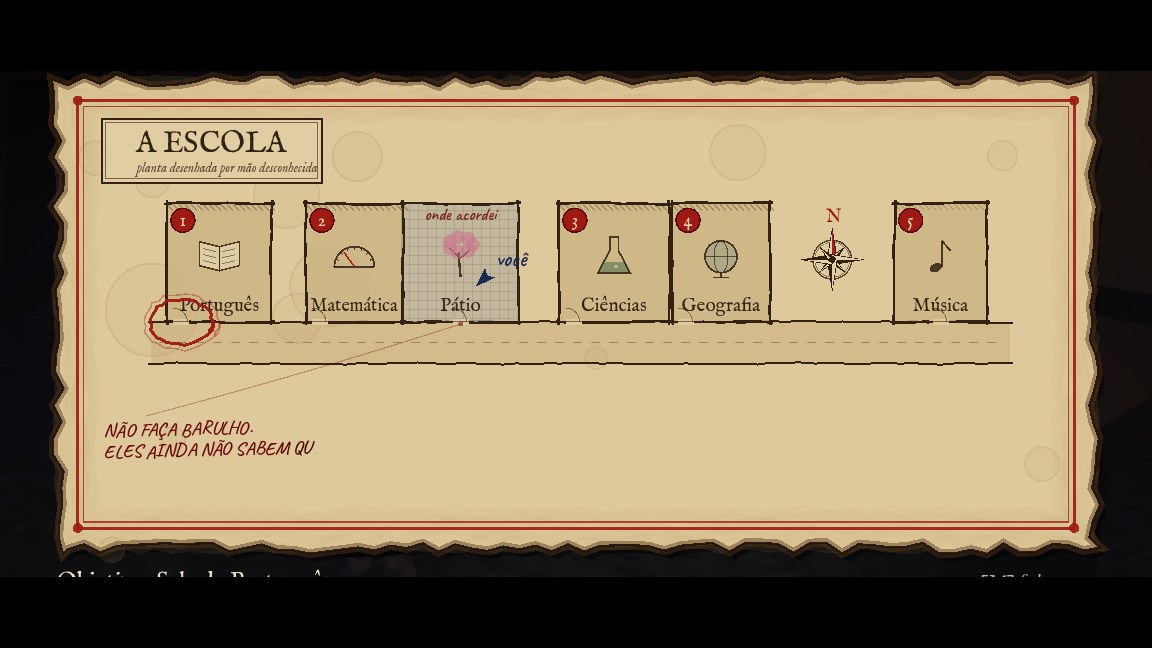 A ESCOLA
planta desenhada por mão desconhecida
1
2
onde acordei
3
4
N
5
você
Português
Matemática
Pátio
Ciências
Geografia
Música
NÃO FAÇA BARULHO.
ELES AINDA NÃO SABEM QU